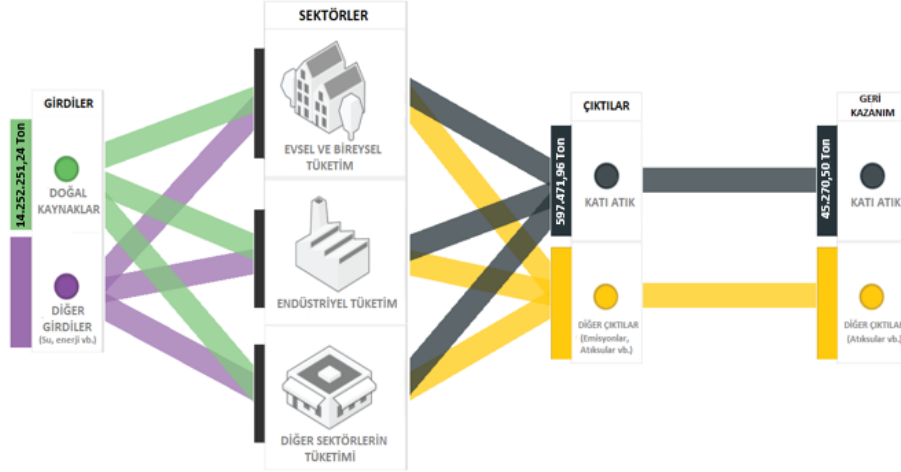 GİRDİLER
14.252.251,24 Ton
DOĞAL
KAYNAKLAR
DİĞER
GİRDİLER
(Su, enerji vb.)
SEKTÖRLER
EVSEL VE BİREYSEL
TÜKETİM
ENDÜSTRİYEL TÜKETİM
DİĞER SEKTÖRLERİN
TÜKETİMİ
ÇIKTILAR
597.471,96 Ton
KATI ATIK
DİĞER ÇIKTILAR
(Emisyonlar,
Atıksular vb.)
GERİ
KAZANIM
45.270,50 Ton
KATI ATIK
DİĞER ÇIKTILAR
(Atıksular vb.)